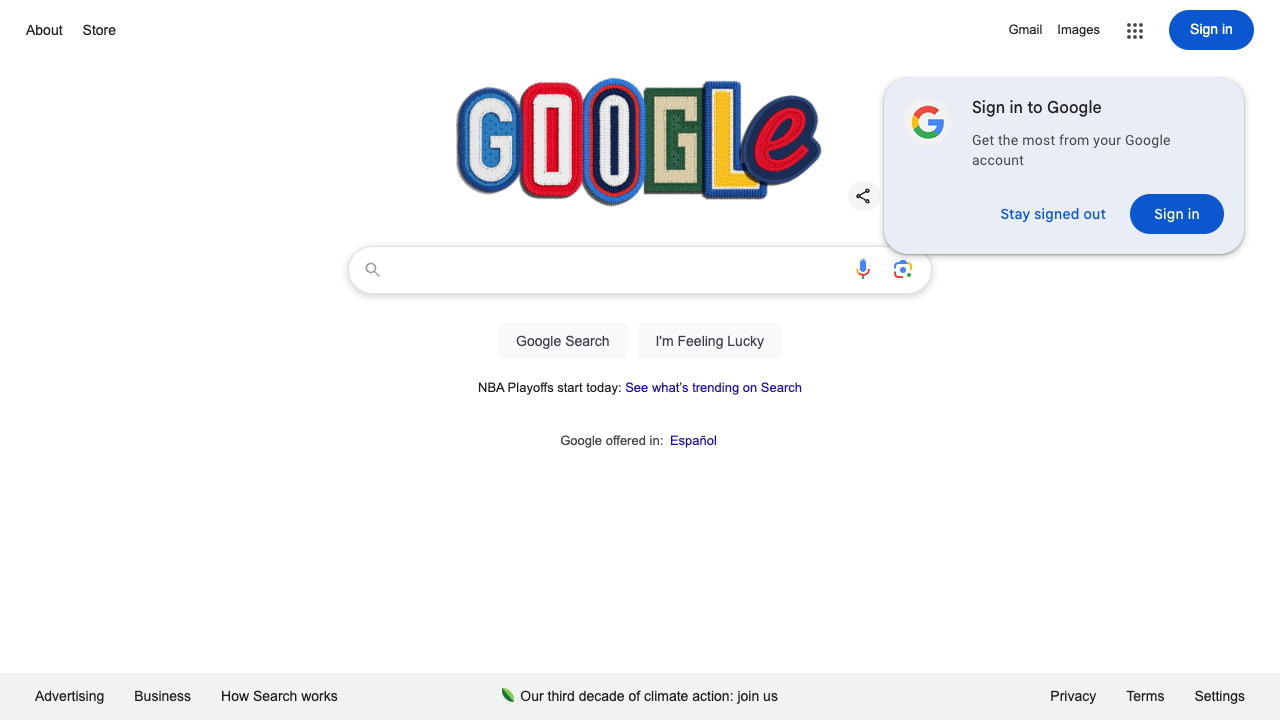 About
Store
Gmail
Images
Sign in
GOOGLe
Sign in to Google
Get the most from your Google
account
Stay signed out
Sign in
Google Search
I'm Feeling Lucky
NBA Playoffs start today: See what's trending on Search
Google offered in: Español
Advertising
Business
How Search works
Our third decade of climate action: join us
Privacy
Terms
Settings